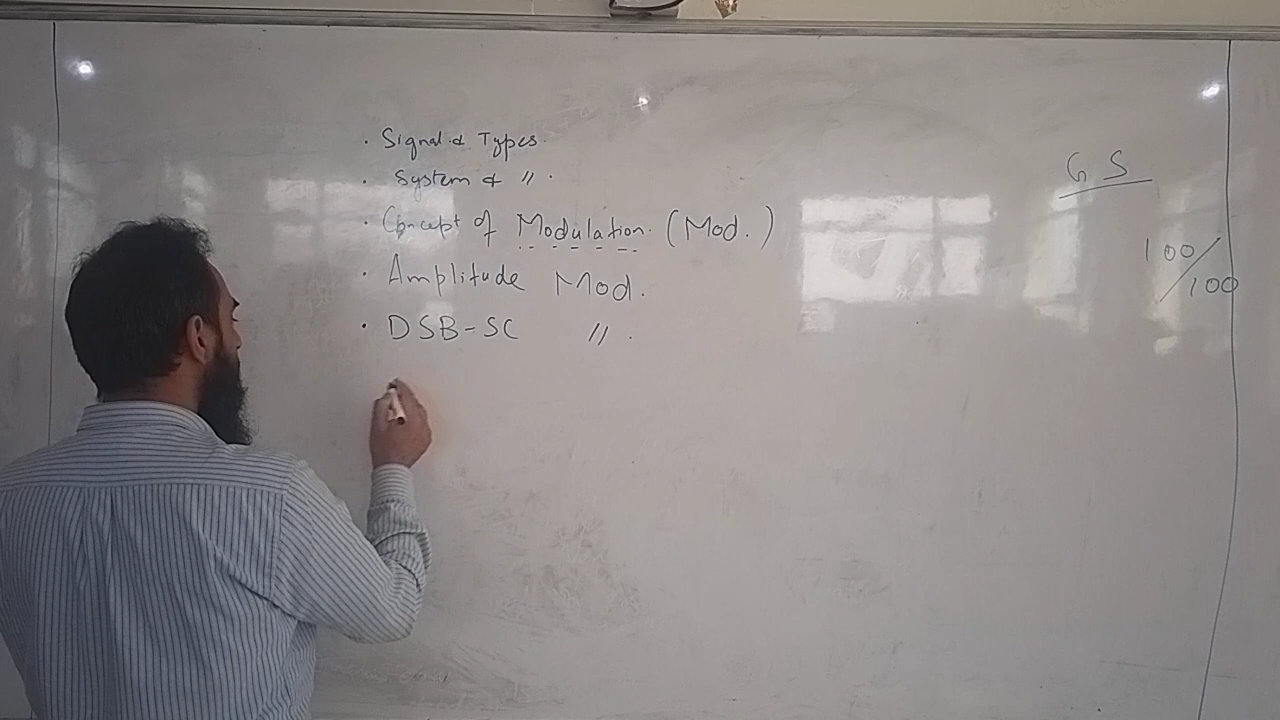 · Signal & Types.
· System & 〃 .
· Concept of Modulation. (Mod.)
· Amplitude Mod.
· DSB-SC 〃 .
G S
100/100